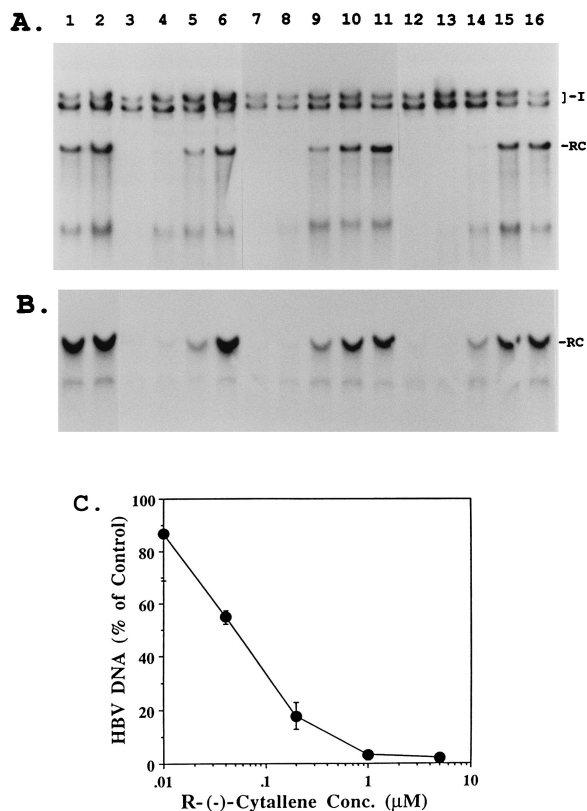 A.
1 2 3 4 5 6 7 8 9 10 11 12 13 14 15 16
]-I
-RC
B.
-RC
C.
100
80
60
40
20
0
HBV DNA (% of Control)
.01 .1 1 10
R-(-)-Cytallene Conc. (μM)